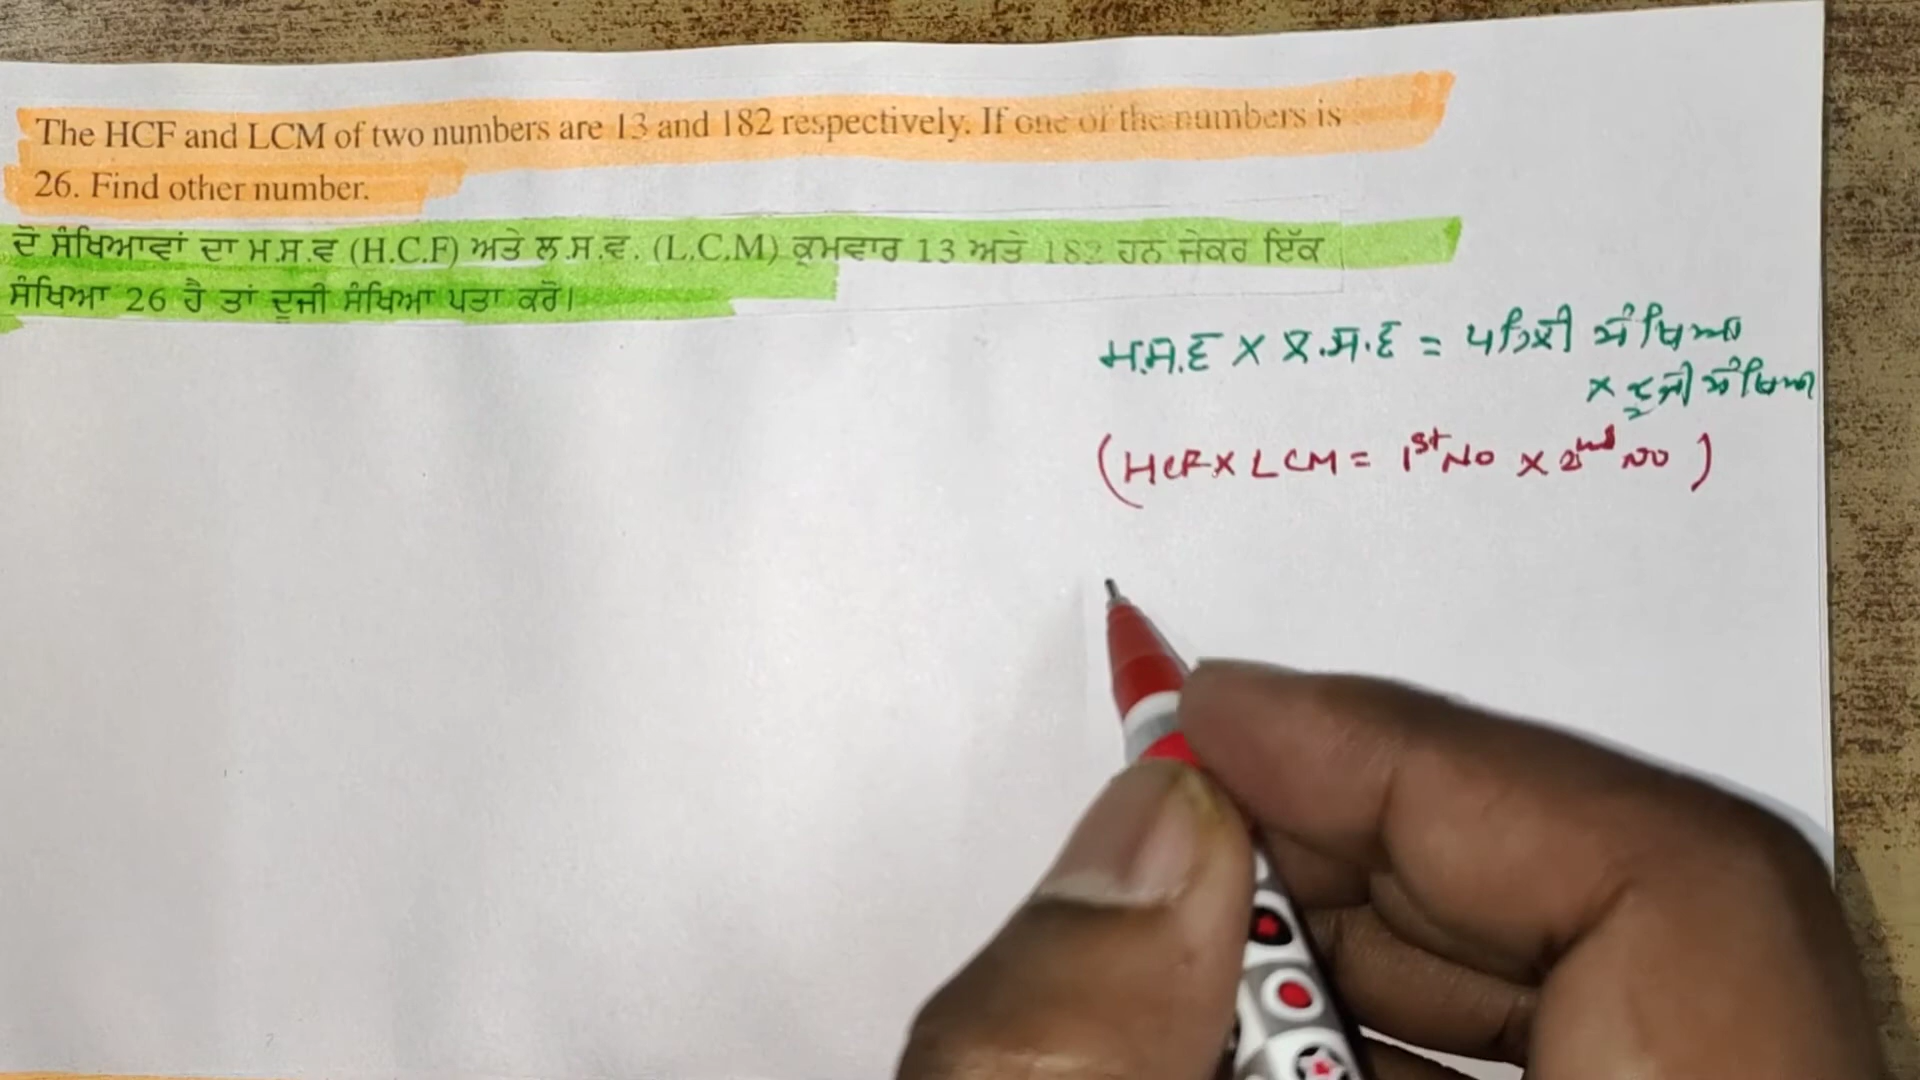 The HCF and LCM of two numbers are 13 and 182 respectively. If one of the numbers is
26. Find other number.
ਦੋ ਸੰਖਿਆਵਾਂ ਦਾ ਮ.ਸ.ਵ (H.C.F) ਅਤੇ ਲ.ਸ.ਵ. (L.C.M) ਕ੍ਰਮਵਾਰ 13 ਅਤੇ 182 ਹਨ ਜੇਕਰ ਇੱਕ
ਸੰਖਿਆ 26 ਹੈ ਤਾਂ ਦੂਜੀ ਸੰਖਿਆ ਪਤਾ ਕਰੋ।
ਮ.ਸ.ਵ × ਲ.ਸ.ਵ = ਪਹਿਲੀ ਸੰਖਿਆ
× ਦੂਜੀ ਸੰਖਿਆ
(HCF × LCM = 1st No × 2nd No)